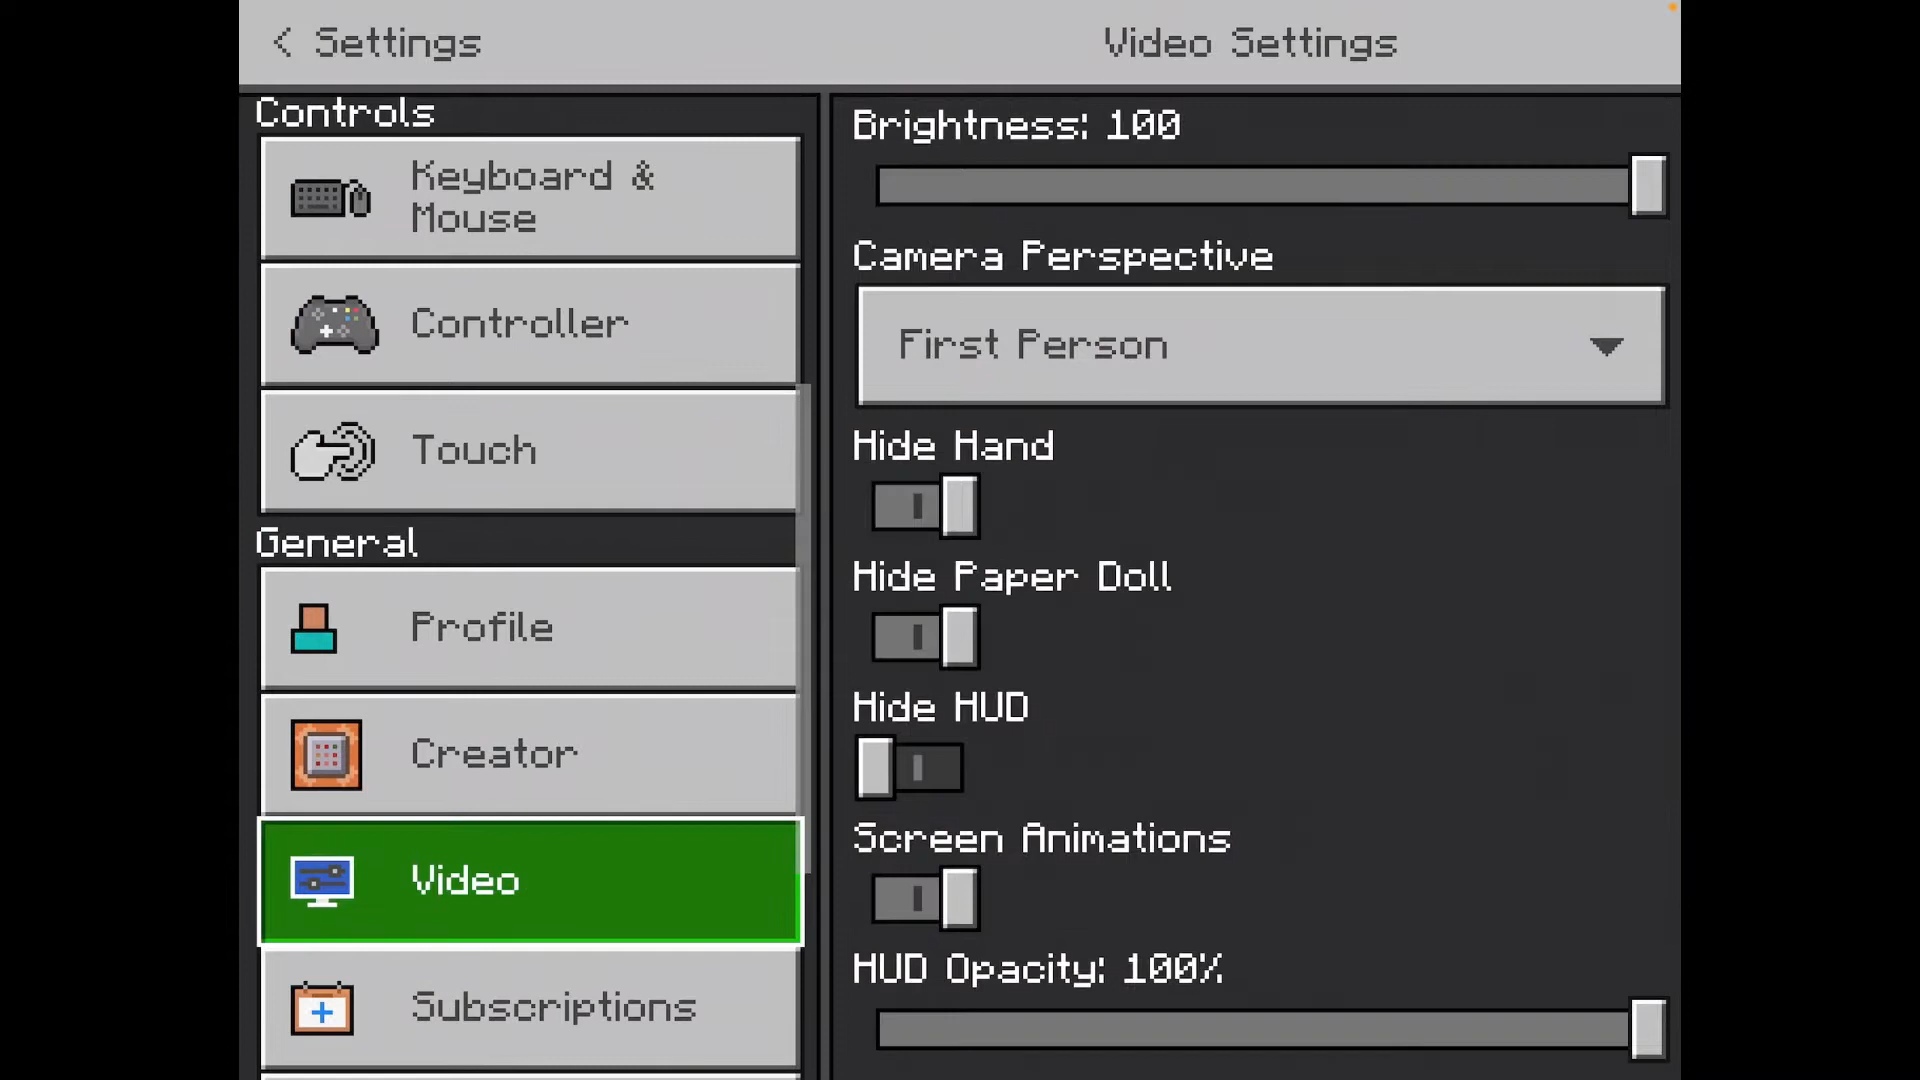 Settings
Video Settings
Controls
Keyboard &
Mouse
Controller
Touch
General
Profile
Creator
Video
Subscriptions
Brightness: 100
Camera Perspective
First Person
Hide Hand
Hide Paper Doll
Hide HUD
Screen Animations
HUD Opacity: 100%